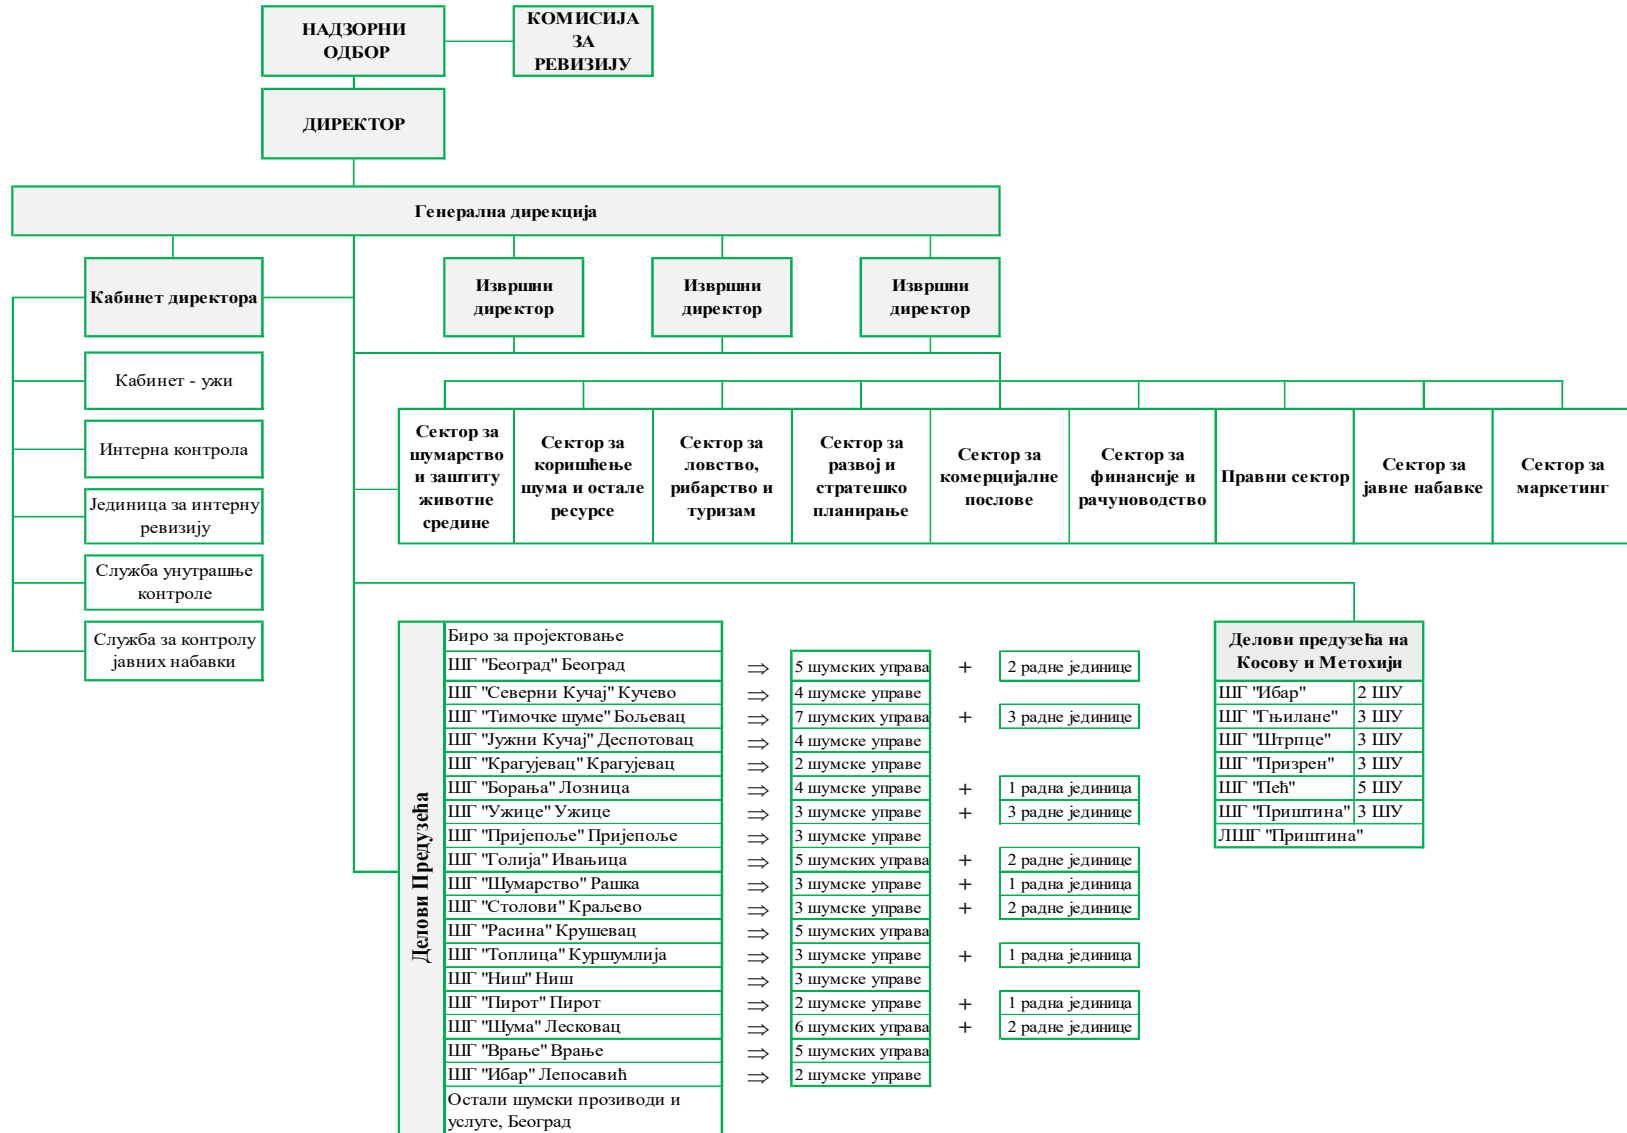 НАДЗОРНИ
ОДБОР
КОМИСИЈА
ЗА
РЕВИЗИЈУ
ДИРЕКТОР
Генерална дирекција
Кабинет директора
Извршни
директор
Извршни
директор
Извршни
директор
Кабинет - ужи
Интерна контрола
Јединица за интерну
ревизију
Служба унутрашње
контроле
Служба за контролу
јавних набавки
Сектор за
шумарство
и заштиту
животне
средине
Сектор за
коришћење
шума и остале
ресурсе
Сектор за
ловство,
рибарство и
туризам
Сектор за
развој и
стратешко
планирање
Сектор за
комерцијалне
послове
Сектор за
финансије и
рачуноводство
Правни сектор
Сектор за
јавне набавке
Сектор за
маркетинг
Делови Предузећа
Биро за пројектовање
ШГ "Београд" Београд ⇒ 5 шумских управа + 2 радне јединице
ШГ "Северни Кучај" Кучево ⇒ 4 шумске управе
ШГ "Тимочке шуме" Бољевац ⇒ 7 шумских управа + 3 радне јединице
ШГ "Јужни Кучај" Деспотовац ⇒ 4 шумске управе
ШГ "Крагујевац" Крагујевац ⇒ 2 шумске управе
ШГ "Борања" Лозница ⇒ 4 шумске управе + 1 радна јединица
ШГ "Ужице" Ужице ⇒ 3 шумске управе + 3 радне јединице
ШГ "Пријепоље" Пријепоље ⇒ 3 шумске управе
ШГ "Голија" Ивањица ⇒ 5 шумских управа + 2 радне јединице
ШГ "Шумарство" Рашка ⇒ 3 шумске управе + 1 радна јединица
ШГ "Столови" Краљево ⇒ 3 шумске управе + 2 радне јединице
ШГ "Расина" Крушевац ⇒ 5 шумских управа
ШГ "Топлица" Куршумлија ⇒ 3 шумске управе + 1 радна јединица
ШГ "Ниш" Ниш ⇒ 3 шумске управе
ШГ "Пирот" Пирот ⇒ 2 шумске управе + 1 радна јединица
ШГ "Шума" Лесковац ⇒ 6 шумских управа + 2 радне јединице
ШГ "Врање" Врање ⇒ 5 шумских управа
ШГ "Ибар" Лепосавић ⇒ 2 шумске управе
Остали шумски прозиводи и
услуге, Београд
Делови предузећа на
Косову и Метохији
ШГ "Ибар" 2 ШУ
ШГ "Гњилане" 3 ШУ
ШГ "Штрпце" 3 ШУ
ШГ "Призрен" 3 ШУ
ШГ "Пећ" 5 ШУ
ШГ "Приштина" 3 ШУ
ЛШГ "Приштина"